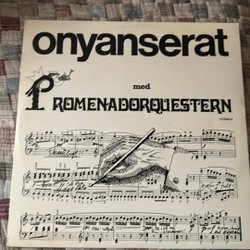 onyanserat
med
PROMENADORQUESTERN
STEREO